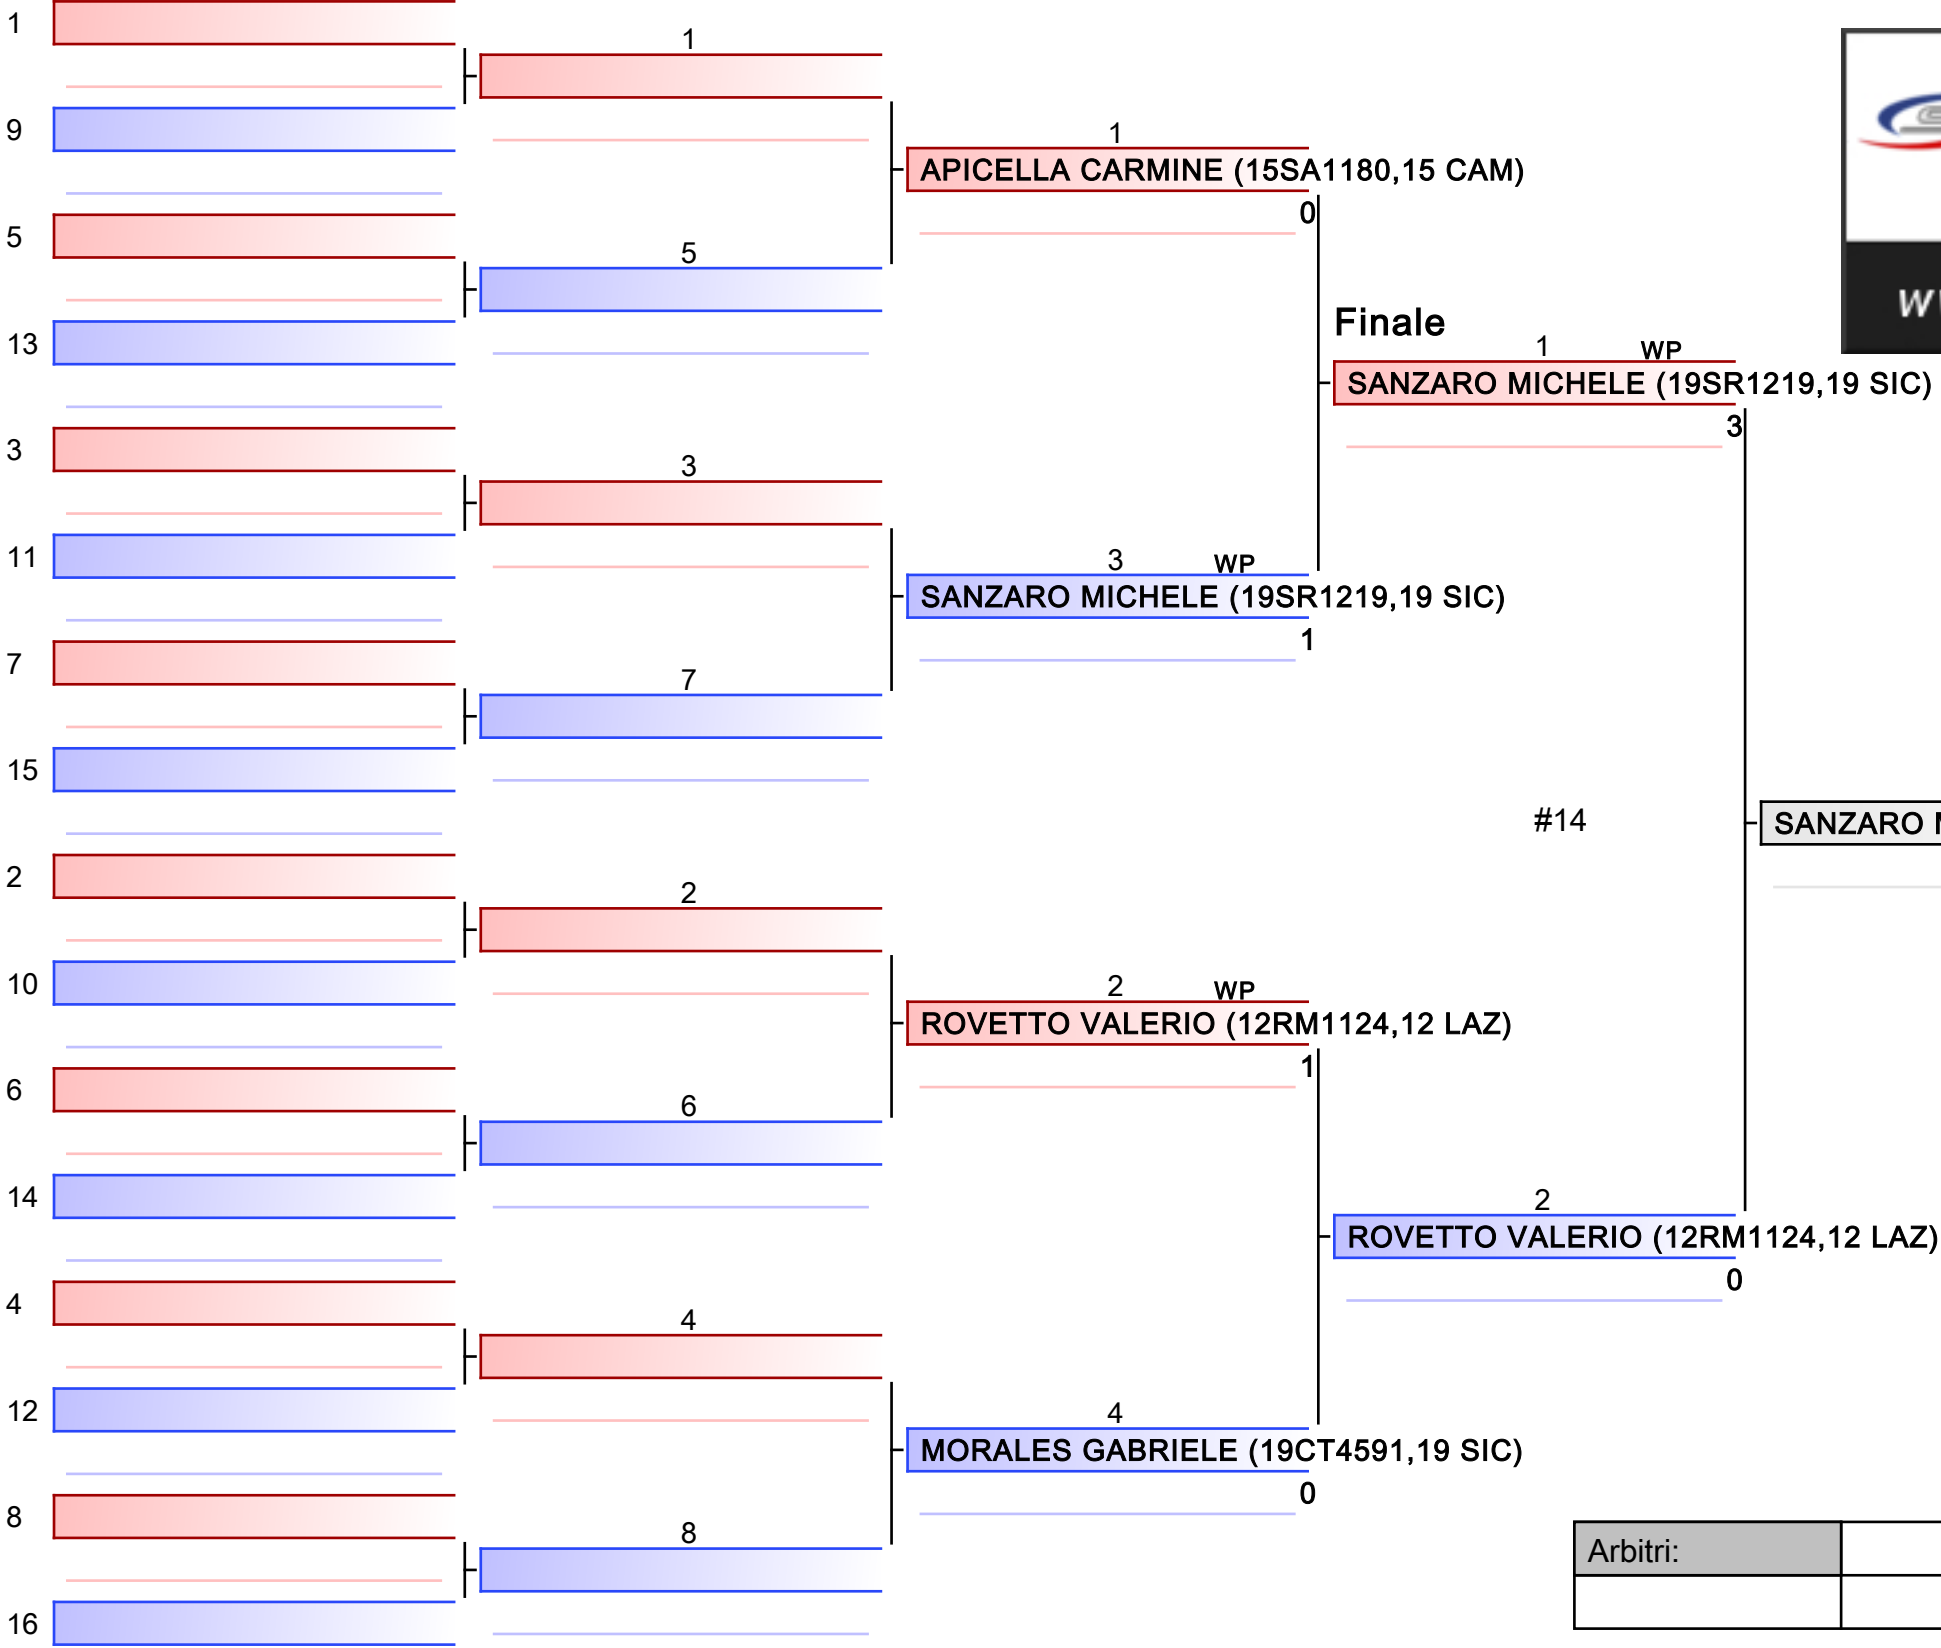 1
1
9
1
APICELLA CARMINE (15SA1180,15 CAM)
0
5
5
13
Finale
1 WP
SANZARO MICHELE (19SR1219,19 SIC)
3
3
3
11
3 WP
SANZARO MICHELE (19SR1219,19 SIC)
1
7
7
15
#14
SANZARO
2
2
10
2 WP
ROVETTO VALERIO (12RM1124,12 LAZ)
1
6
6
14
2
ROVETTO VALERIO (12RM1124,12 LAZ)
0
4
4
12
4
MORALES GABRIELE (19CT4591,19 SIC)
0
8
8
Arbitri:
16